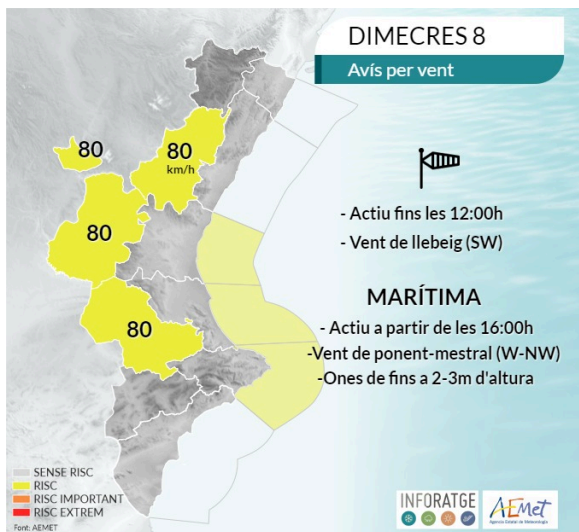 DIMECRES 8
Avís per vent
80
80
km/h
80
80
- Actiu fins les 12:00h
- Vent de llebeig (SW)
MARÍTIMA
- Actiu a partir de les 16:00h
-Vent de ponent-mestral (W-NW)
-Ones de fins a 2-3m d'altura
SENSE RISC
RISC
RISC IMPORTANT
RISC EXTREM
Font: AEMET
INFORATGE
AEmet
Agencia Estatal de Meteorología